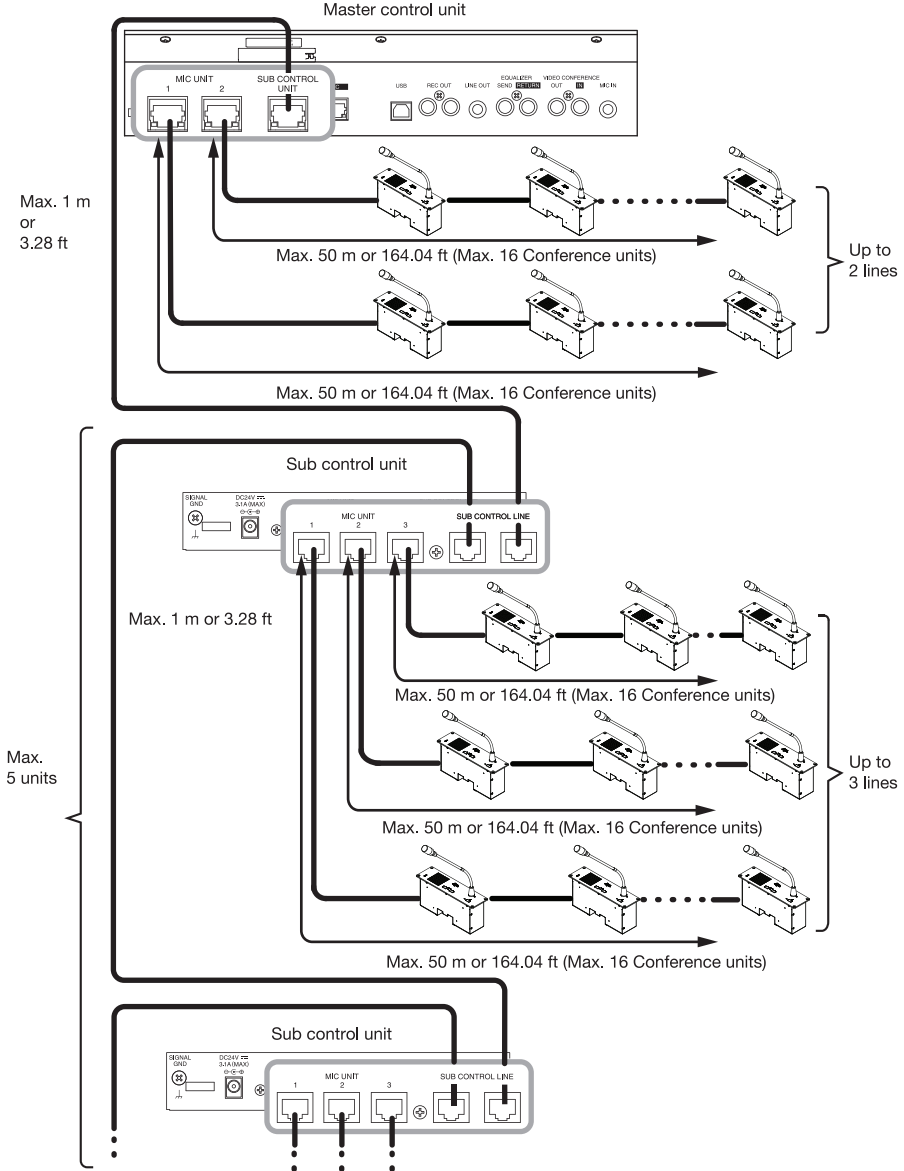 Master control unit
MIC UNIT
1 2
SUB CONTROL
UNIT
USB
REC OUT
LINE OUT
EQUALIZER
SEND RETURN
VIDEO CONFERENCE
OUT IN
MIC IN
Max. 1 m
or
3.28 ft
Max. 50 m or 164.04 ft (Max. 16 Conference units)
Up to
2 lines
Max. 50 m or 164.04 ft (Max. 16 Conference units)
Sub control unit
SIGNAL
GND
DC24V
3.1A (MAX)
MIC UNIT
1 2 3
SUB CONTROL LINE
Max. 1 m or 3.28 ft
Max. 50 m or 164.04 ft (Max. 16 Conference units)
Max.
5 units
Up to
3 lines
Max. 50 m or 164.04 ft (Max. 16 Conference units)
Max. 50 m or 164.04 ft (Max. 16 Conference units)
Sub control unit
SIGNAL
GND
DC24V
3.1A (MAX)
MIC UNIT
1 2 3
SUB CONTROL LINE